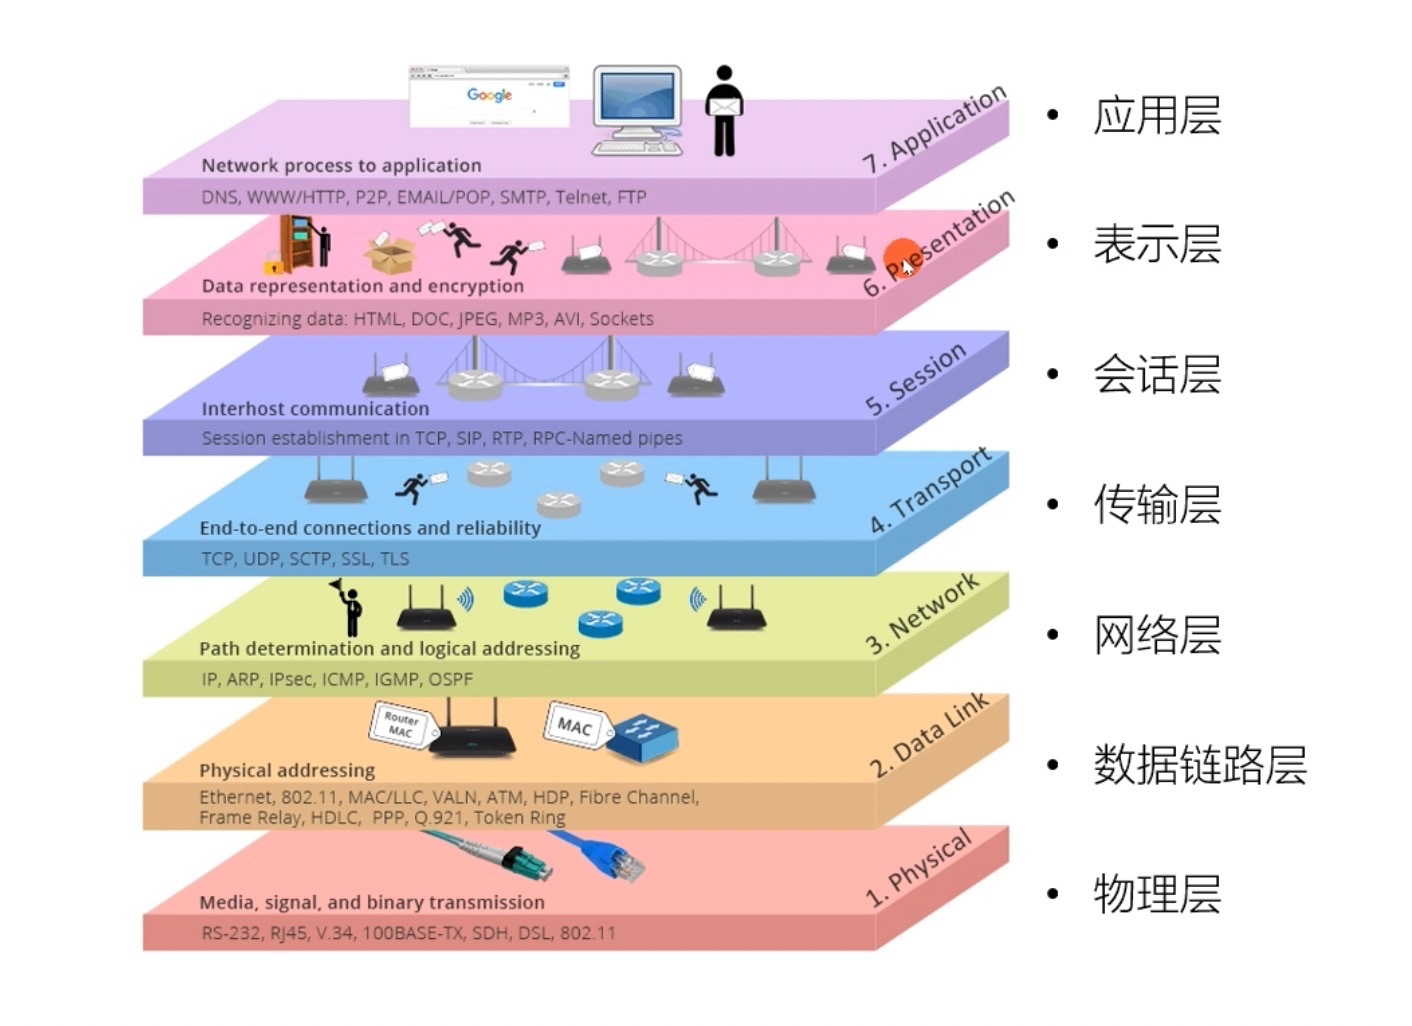 Google
7. Application
应用层
Network process to application
DNS, WWW/HTTP, P2P, EMAIL/POP, SMTP, Telnet, FTP
6. Presentation
表示层
Data representation and encryption
Recognizing data: HTML, DOC, JPEG, MP3, AVI, Sockets
5. Session
会话层
Interhost communication
Session establishment in TCP, SIP, RTP, RPC-Named pipes
4. Transport
传输层
End-to-end connections and reliability
TCP, UDP, SCTP, SSL, TLS
3. Network
网络层
Path determination and logical addressing
IP, ARP, IPsec, ICMP, IGMP, OSPF
Router
MAC
MAC
2. Data Link
数据链路层
Physical addressing
Ethernet, 802.11, MAC/LLC, VALN, ATM, HDP, Fibre Channel,
Frame Relay, HDLC, PPP, Q.921, Token Ring
1. Physical
物理层
Media, signal, and binary transmission
RS-232, RJ45, V.34, 100BASE-TX, SDH, DSL, 802.11